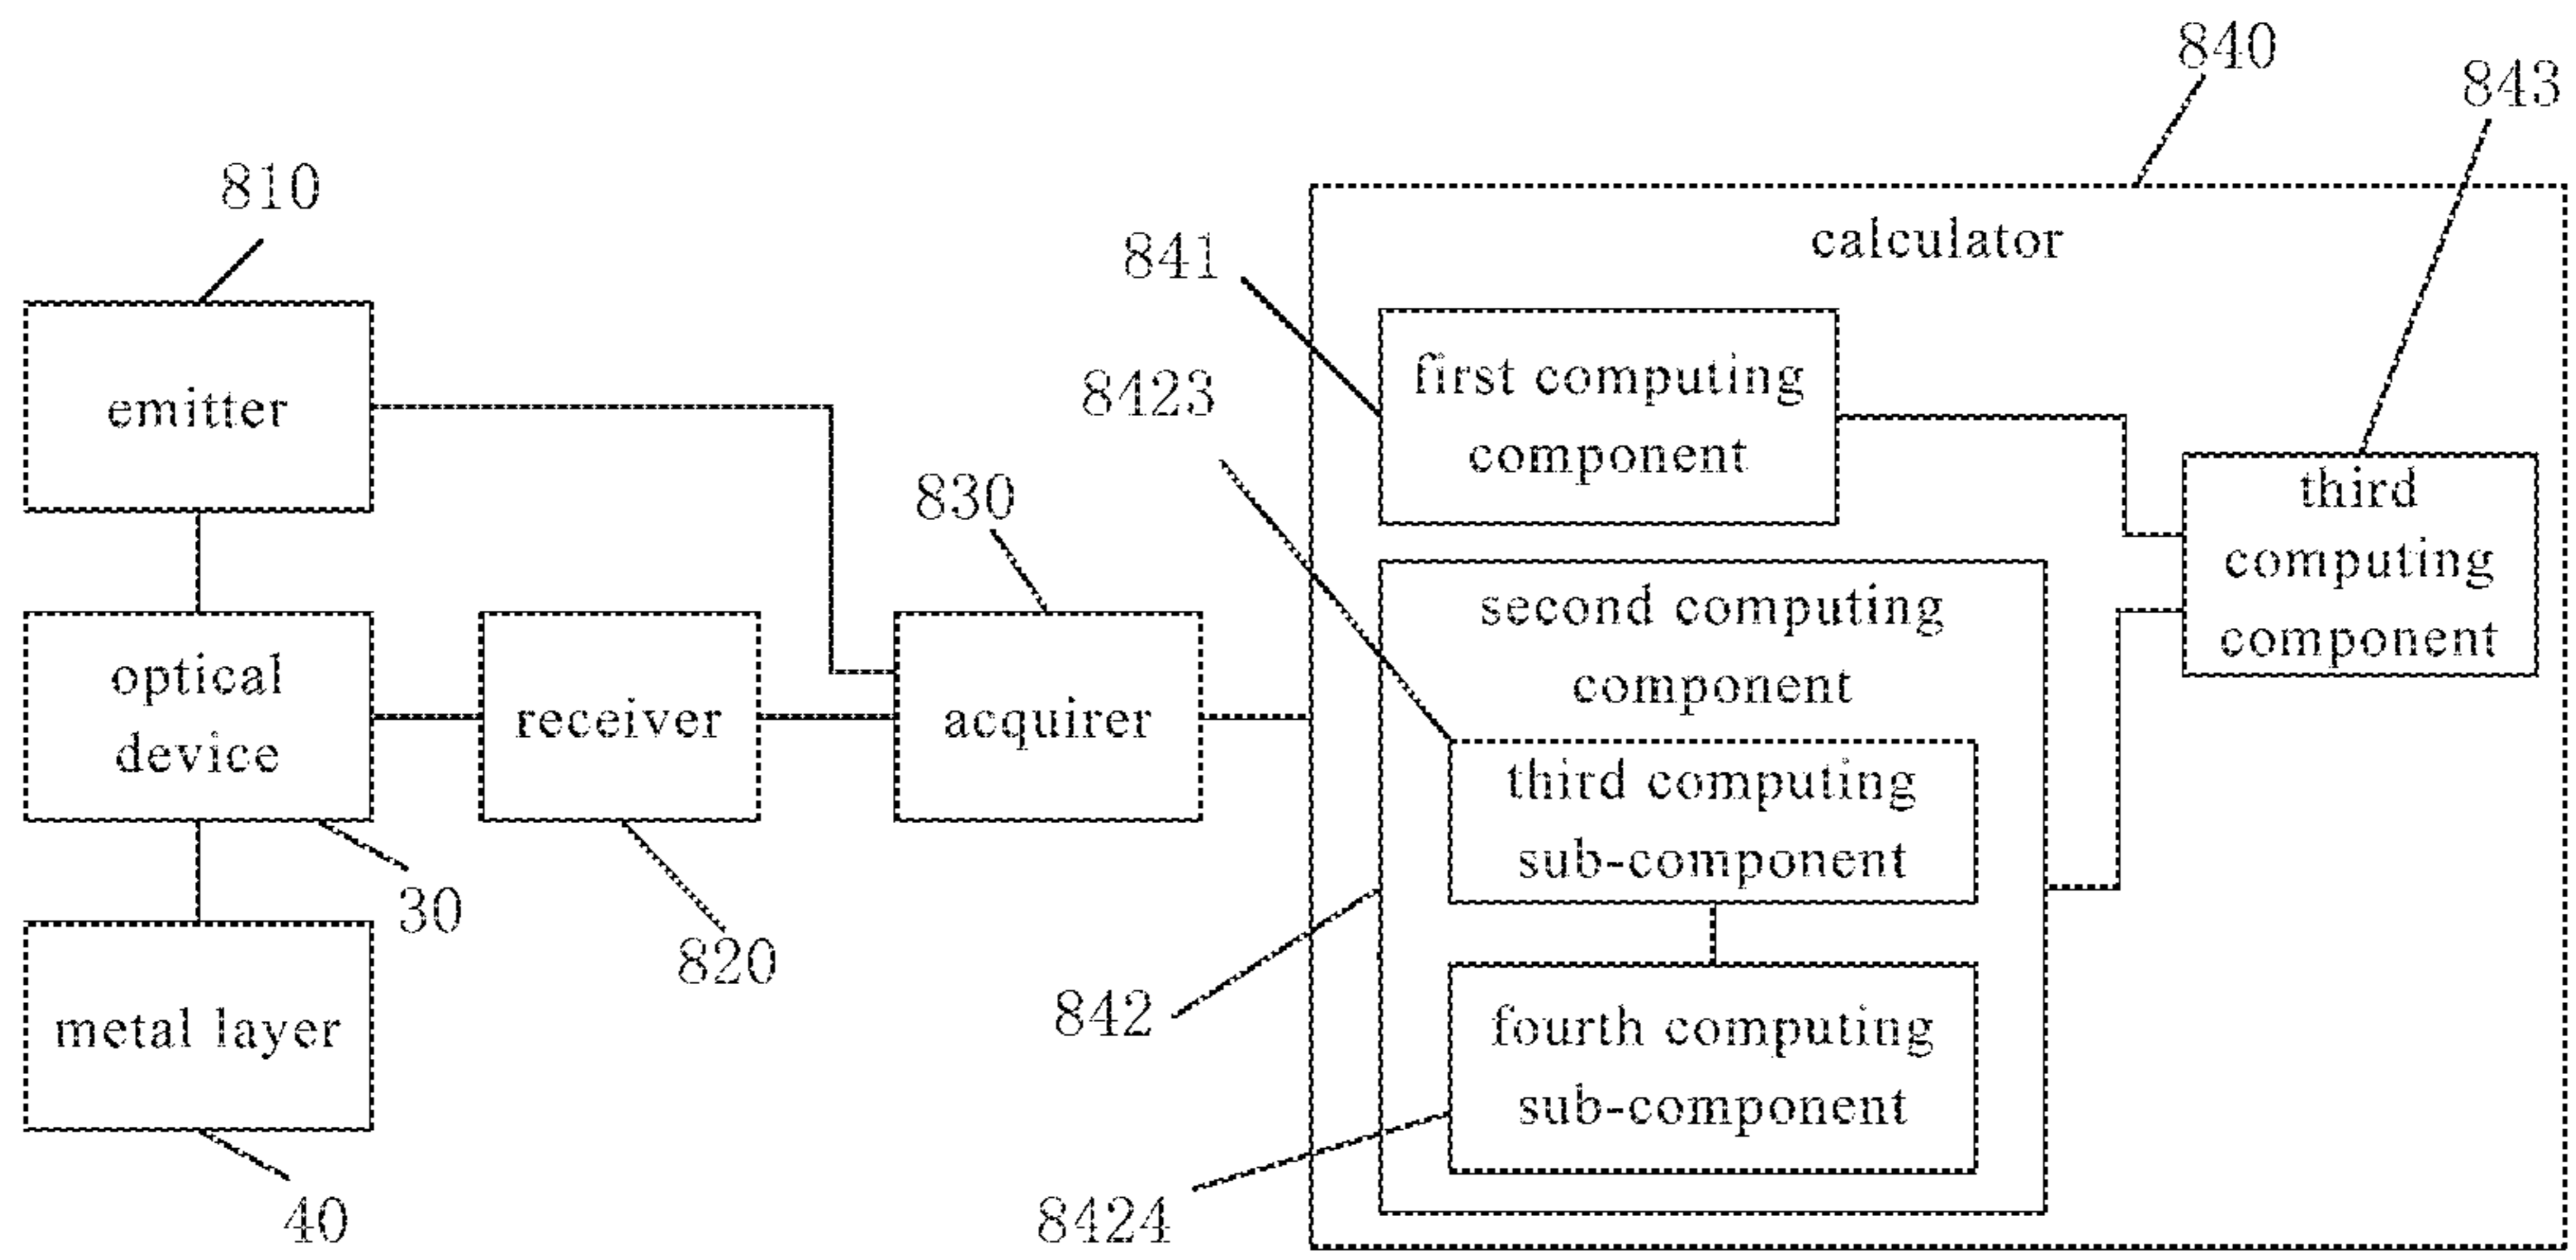 840
843
810
calculator
841
first computing
component
8423
emitter
830
third
computing
component
second computing
component
optical
device
receiver
acquirer
third computing
sub-component
30
820
842
metal layer
fourth computing
sub-component
40
8424